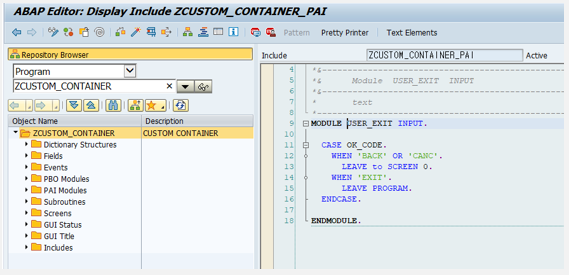 ABAP Editor: Display Include ZCUSTOM_CONTAINER_PAI
Pattern Pretty Printer Text Elements
Repository Browser
Program
ZCUSTOM_CONTAINER
Object Name Description
ZCUSTOM_CONTAINER CUSTOM CONTAINER
Dictionary Structures
Fields
Events
PBO Modules
PAI Modules
Subroutines
Screens
GUI Status
GUI Title
Includes
Include ZCUSTOM_CONTAINER_PAI Active
4 *&---------------------------------------
5 *&      Module  USER_EXIT  INPUT
6 *&---------------------------------------
7 *       text
8 *----------------------------------------
9 MODULE USER_EXIT INPUT.
10
11 CASE OK_CODE.
12 WHEN 'BACK' OR 'CANC'.
13 LEAVE to SCREEN 0.
14 WHEN 'EXIT'.
15 LEAVE PROGRAM.
16 ENDCASE.
17
18 ENDMODULE.